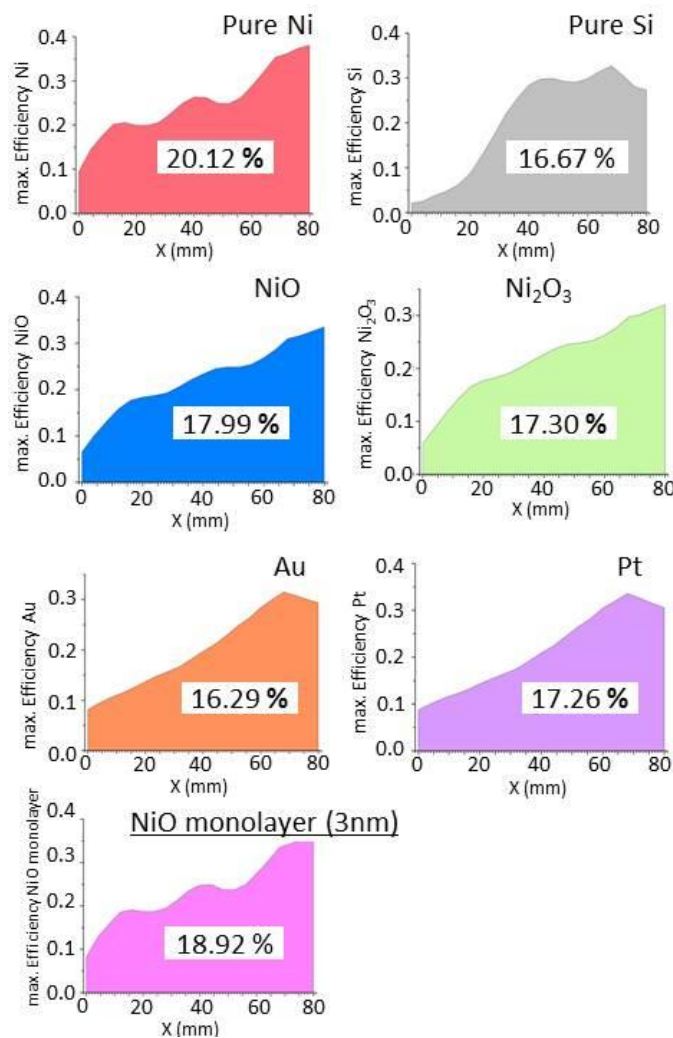 Pure Ni
max. Efficiency Ni
0.4
0.3
0.2
0.1
0.0
20.12 %
0 20 40 60 80
X (mm)
Pure Si
max. Efficiency Si
0.4
0.3
0.2
0.1
0.0
16.67 %
0 20 40 60 80
X (mm)
NiO
max. Efficiency NiO
0.4
0.3
0.2
0.1
0.0
17.99 %
0 20 40 60 80
X (mm)
Ni₂O₃
max. Efficiency Ni₂O₃
0.3
0.2
0.1
0.0
17.30 %
0 20 40 60 80
X (mm)
Au
max. Efficiency Au
0.3
0.2
0.1
0.0
16.29 %
0 20 40 60 80
X (mm)
Pt
max. Efficiency Pt
0.4
0.3
0.2
0.1
0.0
17.26 %
0 20 40 60 80
X (mm)
NiO monolayer (3nm)
max. Efficiency NiO monolayer
0.4
0.3
0.2
0.1
0.0
18.92 %
0 20 40 60 80
X (mm)